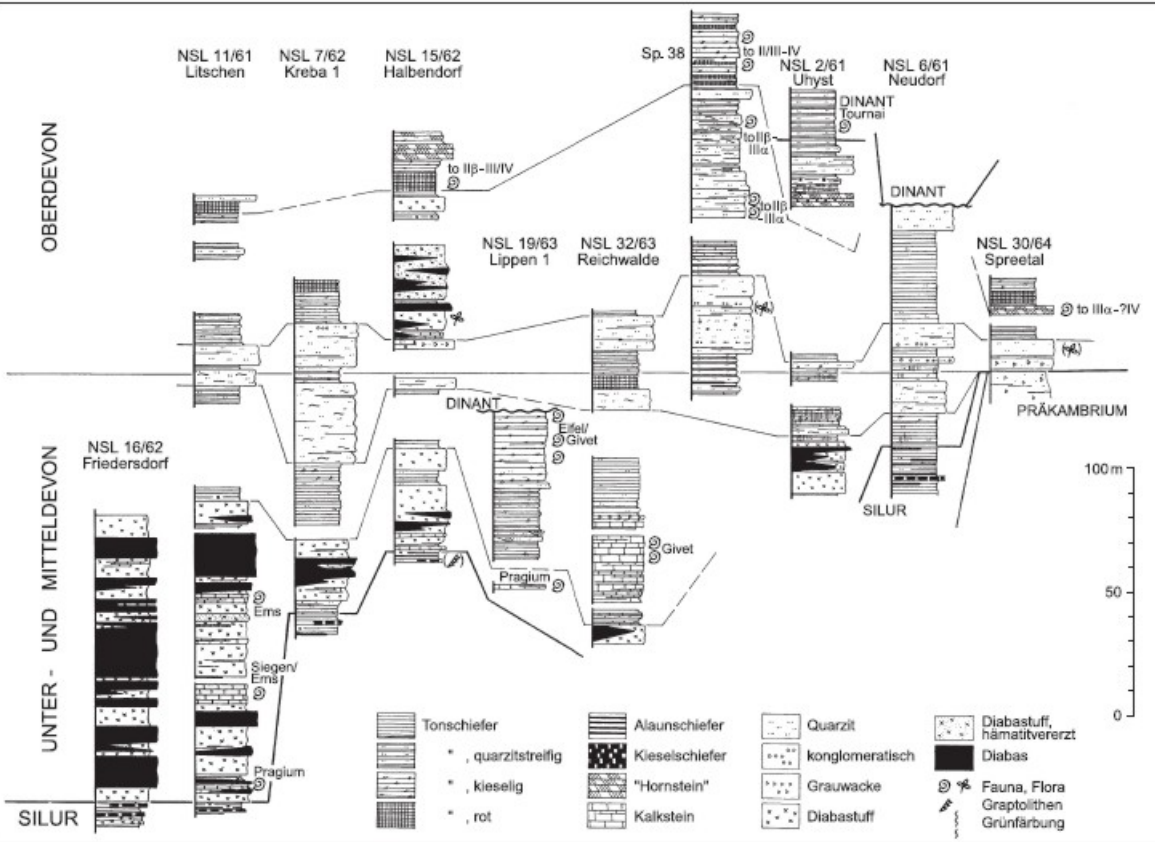 NSL 11/61
Litschen
NSL 7/62
Kreba 1
NSL 15/62
Halbendorf
Sp. 38
to II/III-IV
NSL 2/61
Uhyst
NSL 6/61
Neudorf
DINANT
Tournai
to IIβ-
IIIα
to IIβ-III/IV
to IIβ
-IIIα
DINANT
OBERDEVON
NSL 19/63
Lippen 1
NSL 32/63
Reichwalde
NSL 30/64
Spreetal
to IIIα-?IV
PRÄKAMBRIUM
DINANT
Eifel/
Givet
NSL 16/62
Friedersdorf
SILUR
100 m
UNTER - UND MITTELDEVON
Givet
Pragium
Ems
50
Siegen/
Ems
Pragium
0
SILUR
Tonschiefer
" , quarzitstreifig
" , kieselig
" , rot
Alaunschiefer
Kieselschiefer
"Hornstein"
Kalkstein
Quarzit
konglomeratisch
Grauwacke
Diabastuff
Diabastuff,
hämatitvererzt
Diabas
Fauna, Flora
Graptolithen
Grünfärbung